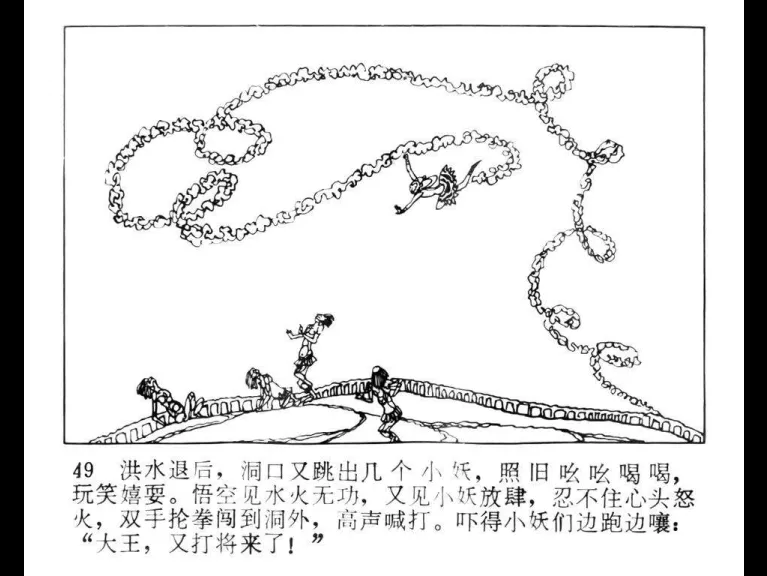 49 洪水退后，洞口又跳出几个小妖，照旧吆吆喝喝，
玩笑嬉耍。悟空见水火无功，又见小妖放肆，忍不住心头怒
火，双手抡拳闯到洞外，高声喊打。吓得小妖们边跑边嚷：
“大王，又打将来了！”